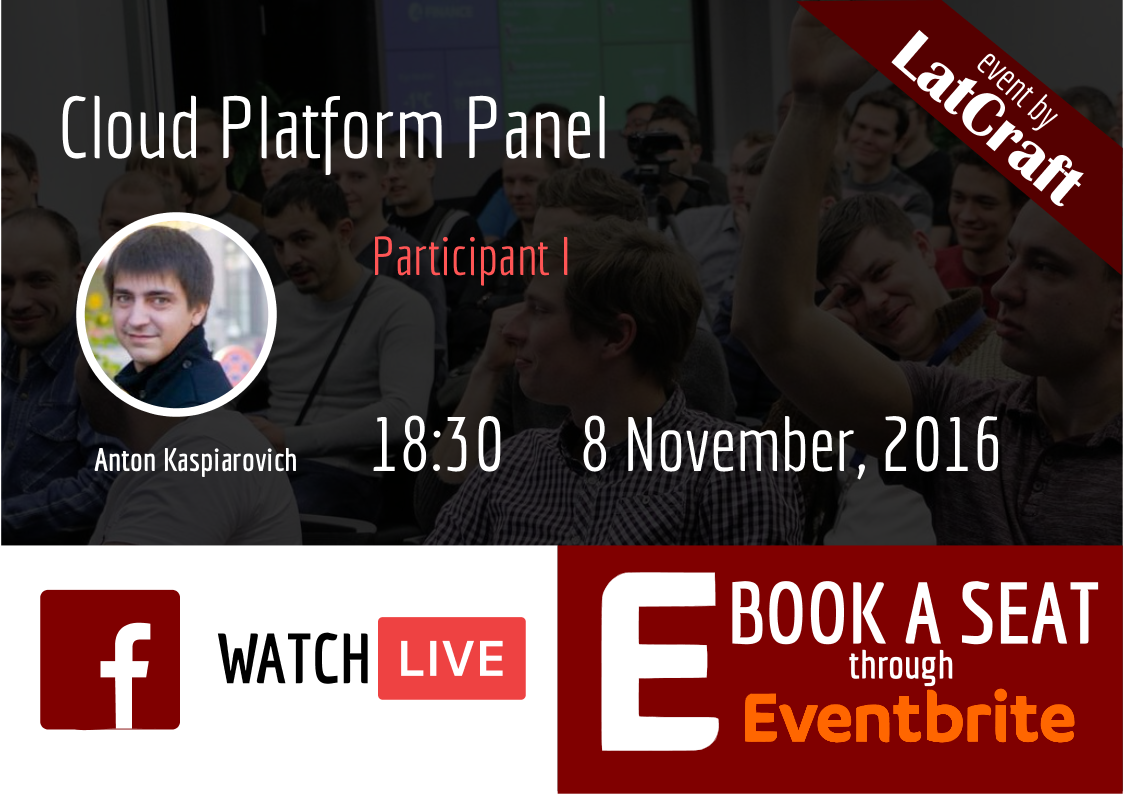 event by
LatCraft
Cloud Platform Panel
Participant I
Anton Kaspiarovich
18:30 8 November, 2016
WATCH LIVE
BOOK A SEAT
through
Eventbrite